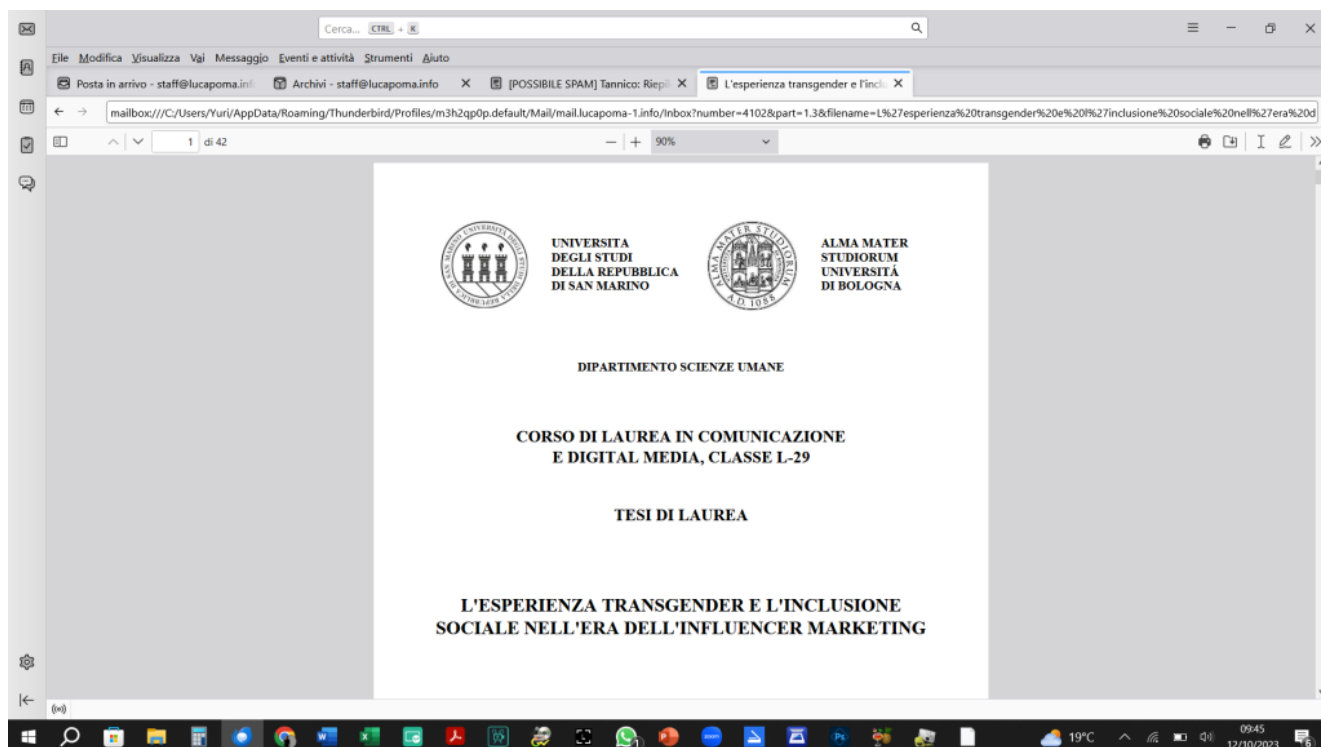 Cerca... CTRL + K
File Modifica Visualizza Vai Messaggio Eventi e attività Strumenti Aiuto
Posta in arrivo - staff@lucapoma.inf Archivi - staff@lucapoma.info [POSSIBILE SPAM] Tannico: Riepil L'esperienza transgender e l'inclu
mailbox:///C:/Users/Yuri/AppData/Roaming/Thunderbird/Profiles/m3h2qp0p.default/Mail/mail.lucapoma-1.info/Inbox?number=4102&part=1.3&filename=L%27esperienza%20transgender%20e%20l%27inclusione%20sociale%20nell%27era%20d
1 di 42 90%
UNIVERSITA
DEGLI STUDI
DELLA REPUBBLICA
DI SAN MARINO
ALMA MATER
STUDIORUM
UNIVERSITÁ
DI BOLOGNA
A.D. 1088
DIPARTIMENTO SCIENZE UMANE
CORSO DI LAUREA IN COMUNICAZIONE
E DIGITAL MEDIA, CLASSE L-29
TESI DI LAUREA
L'ESPERIENZA TRANSGENDER E L'INCLUSIONE
SOCIALE NELL'ERA DELL'INFLUENCER MARKETING
19°C
09:45
12/10/2023